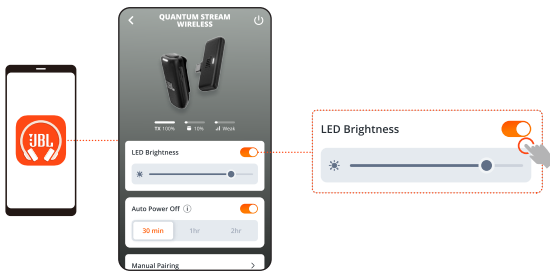 JBL
QUANTUM STREAM
WIRELESS
TX 100%
10%
Weak
LED Brightness
Auto Power Off
30 min
1hr
2hr
Manual Pairing
LED Brightness